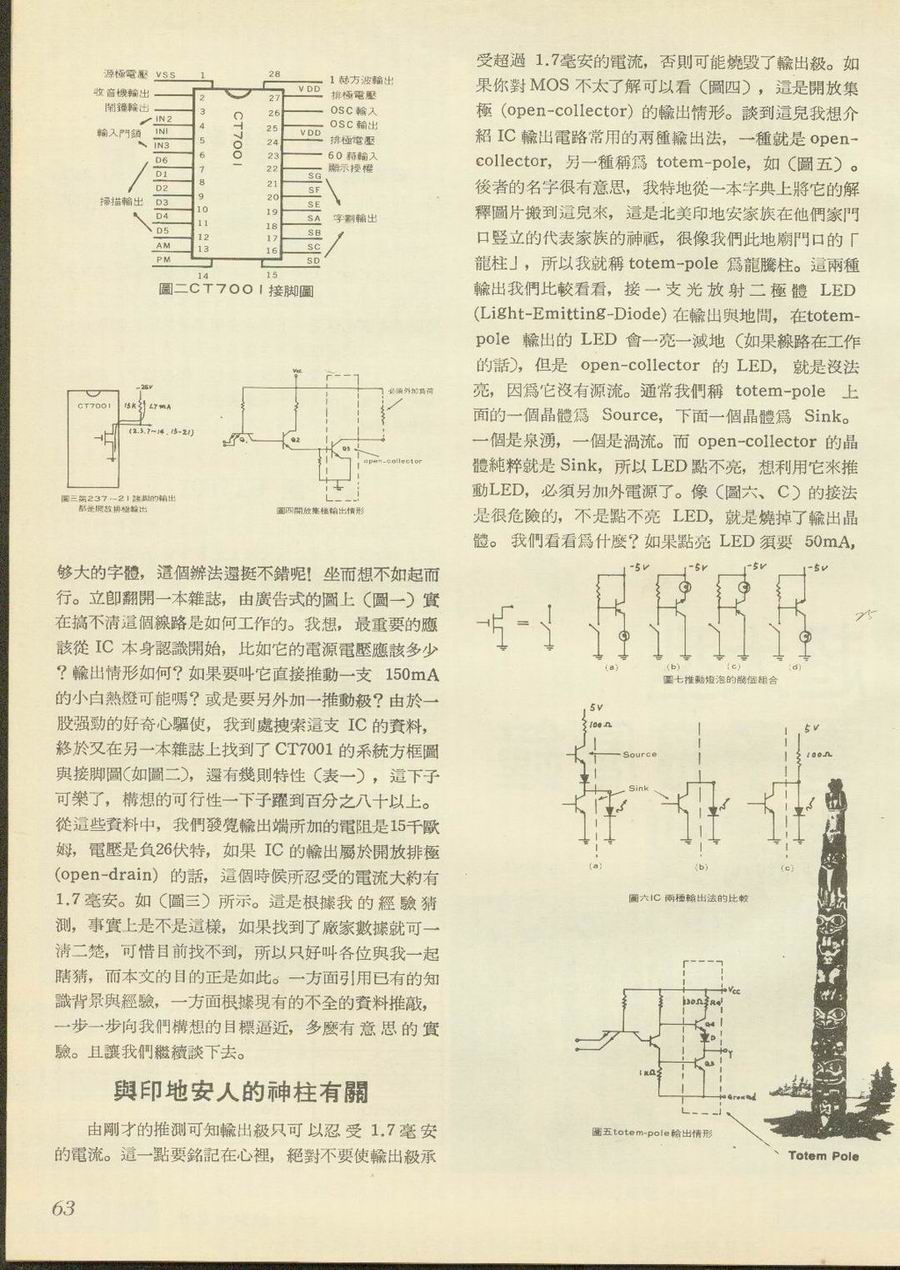 源極電壓 VSS 1
收音機輸出 2
鬧鐘輸出 3
IN2 4
輸入門鎖 IN1 5
IN3 6
D6 7
D1 8
D2 9
掃描輸出 D3 10
D4 11
D5 12
AM 13
PM 14
CT7001
28 1赫方波輸出
27 VDD 排極電壓
26 OSC 輸入
25 OSC 輸出
24 VDD 排極電壓
23 60赫輸入
22 顯示授權
21 SG
20 SF
19 SE
18 SA 字劃輸出
17 SB
16 SC
15 SD
圖二CT7001接脚圖
CT7001
-26V
15K 1.7mA
(2.3.7~14, 15-21)
圖三第237~21諸脚的輸出
都是開放排極輸出
Vcc
必須外加負荷
Q1 Q2 Q3
open-collector
圖四開放集極輸出情形
够大的字體，這個辦法還挺不錯呢！坐而想不如起而
行。立卽翻開一本雜誌，由廣告式的圖上（圖一）實
在搞不清這個線路是如何工作的。我想，最重要的應
該從 IC 本身認識開始，比如它的電源電壓應該多少
？輸出情形如何？如果要叫它直接推動一支 150mA
的小白熱燈可能嗎？或是要另外加一推動級？由於一
股强勁的好奇心驅使，我到處搜索這支 IC 的資料，
終於又在另一本雜誌上找到了 CT7001 的系統方框圖
與接脚圖(如圖二），還有幾則特性（表一），這下子
可樂了，構想的可行性一下子躍到百分之八十以上。
從這些資料中，我們發覺輸出端所加的電阻是15千歐
姆，電壓是負26伏特，如果 IC 的輸出屬於開放排極
(open-drain) 的話，這個時候所忍受的電流大約有
1.7 毫安。如（圖三）所示。這是根據我的經驗猜
測，事實上是不是這樣，如果找到了廠家數據就可一
淸二楚，可惜目前找不到，所以只好叫各位與我一起
瞎猜，而本文的目的正是如此。一方面引用已有的知
識背景與經驗，一方面根據現有的不全的資料推敲，
一步一步向我們構想的目標逼近，多麼有意思的實
驗。且讓我們繼續談下去。
與印地安人的神柱有關
由剛才的推測可知輸出級只可以忍受 1.7 毫安
的電流。這一點要銘記在心裡，絕對不要使輸出級承
受超過 1.7毫安的電流，否則可能燒毀了輸出級。如
果你對 MOS 不太了解可以看（圖四），這是開放集
極 (open-collector) 的輸出情形。談到這兒我想介
紹 IC 輸出電路常用的兩種輸出法，一種就是 open-
collector，另一種稱爲 totem-pole，如（圖五）。
後者的名字很有意思，我特地從一本字典上將它的解
釋圖片搬到這兒來，這是北美印地安家族在他們家門
口豎立的代表家族的神祇，很像我們此地廟門口的「
龍柱」，所以我就稱 totem-pole 爲龍騰柱。這兩種
輸出我們比較看看，接一支光放射二極體 LED
(Light-Emitting-Diode) 在輸出與地間，在totem-
pole 輸出的 LED 會一亮一滅地（如果線路在工作
的話），但是 open-collector 的 LED，就是沒法
亮，因爲它沒有源流。通常我們稱 totem-pole 上
面的一個晶體爲 Source，下面一個晶體爲 Sink。
一個是泉湧，一個是渦流。而 open-collector 的晶
體純粹就是 Sink，所以 LED 點不亮，想利用它來推
動LED，必須另加外電源了。像（圖六、C）的接法
是很危險的，不是點不亮 LED，就是燒掉了輸出晶
體。我們看看爲什麼？如果點亮 LED 須要 50mA，
-5V -5V -5V -5V
=
(a) (b) (c) (d)
圖七推動燈泡的幾個組合
5V
100Ω
Source
Sink
5V
100Ω
(a) (b) (c)
圖六IC 兩種輸出法的比較
Vcc
130Ω R4
Q4
D
Y
Q3
1KΩ
Ground
圖五totem-pole輸出情形
Totem Pole
63